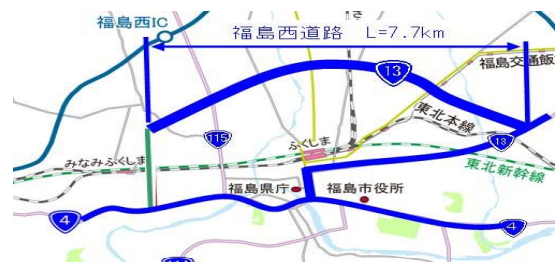 福島西IC
福島西道路 L=7.7km
13
福島交通飯
115
東北本線
ふくしま
13
みなみふくしま
東北新幹線
福島県庁
福島市役所
4
4